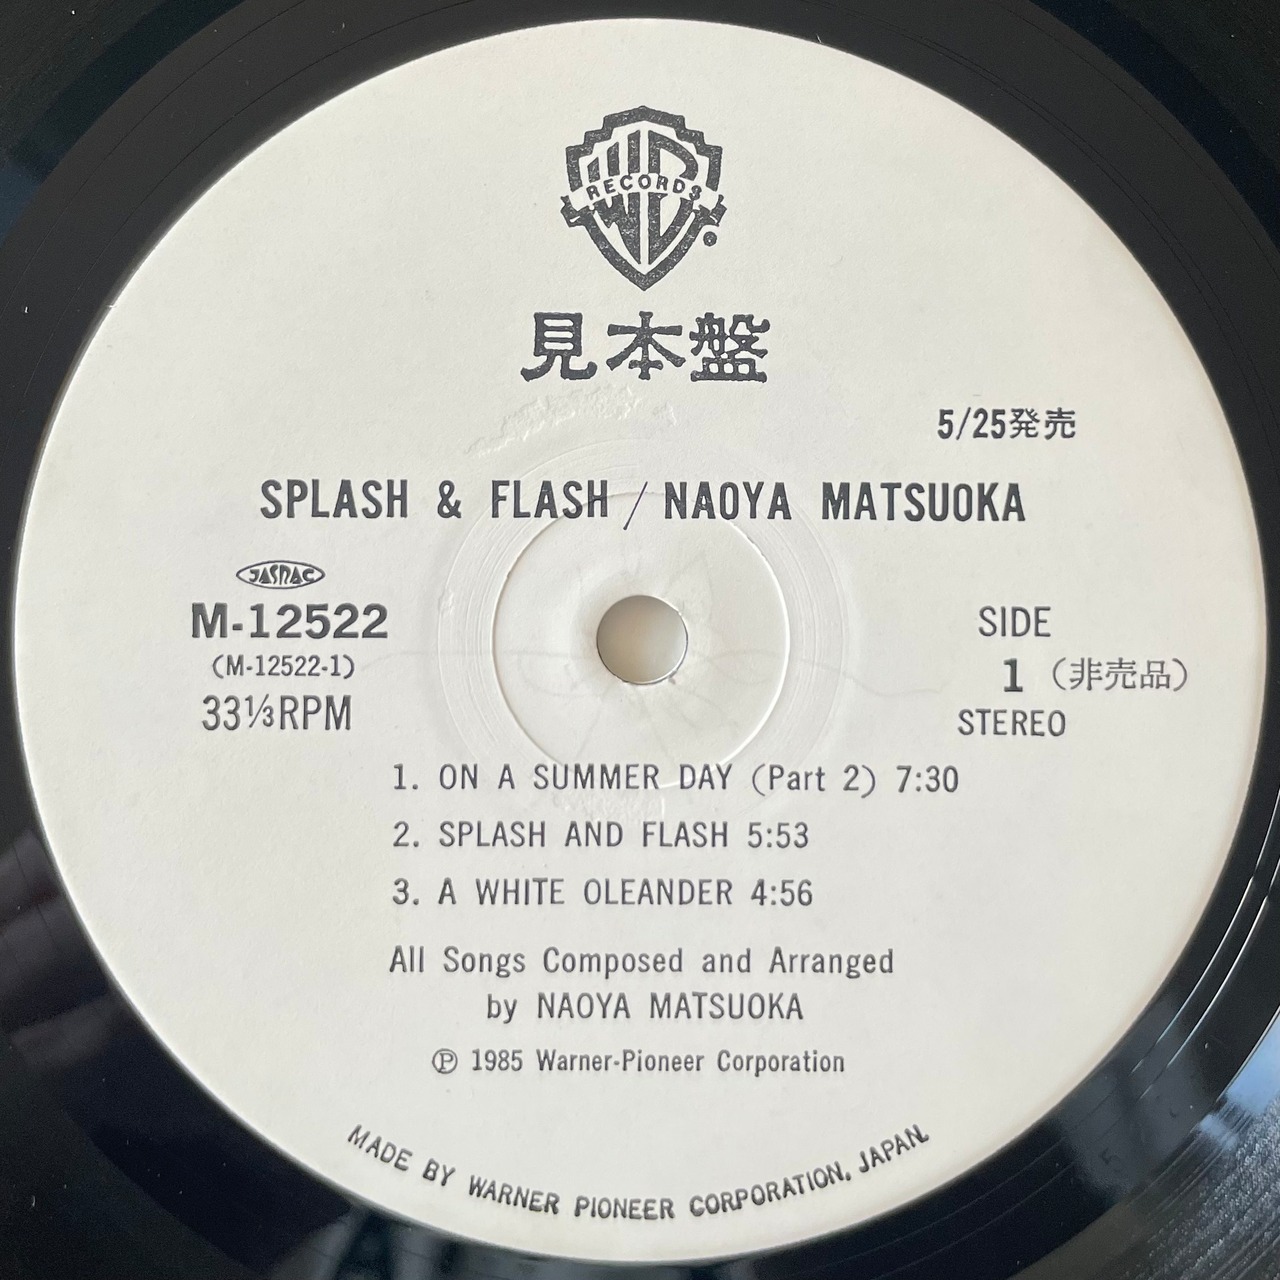 WB RECORDS ®
見本盤
5/25発売
SPLASH & FLASH / NAOYA MATSUOKA
JASRAC
M-12522
(M-12522-1)
33⅓RPM
SIDE
1 (非売品)
STEREO
1. ON A SUMMER DAY (Part 2) 7:30
2. SPLASH AND FLASH 5:53
3. A WHITE OLEANDER 4:56
All Songs Composed and Arranged
by NAOYA MATSUOKA
Ⓟ 1985 Warner-Pioneer Corporation
MADE BY WARNER PIONEER CORPORATION, JAPAN.